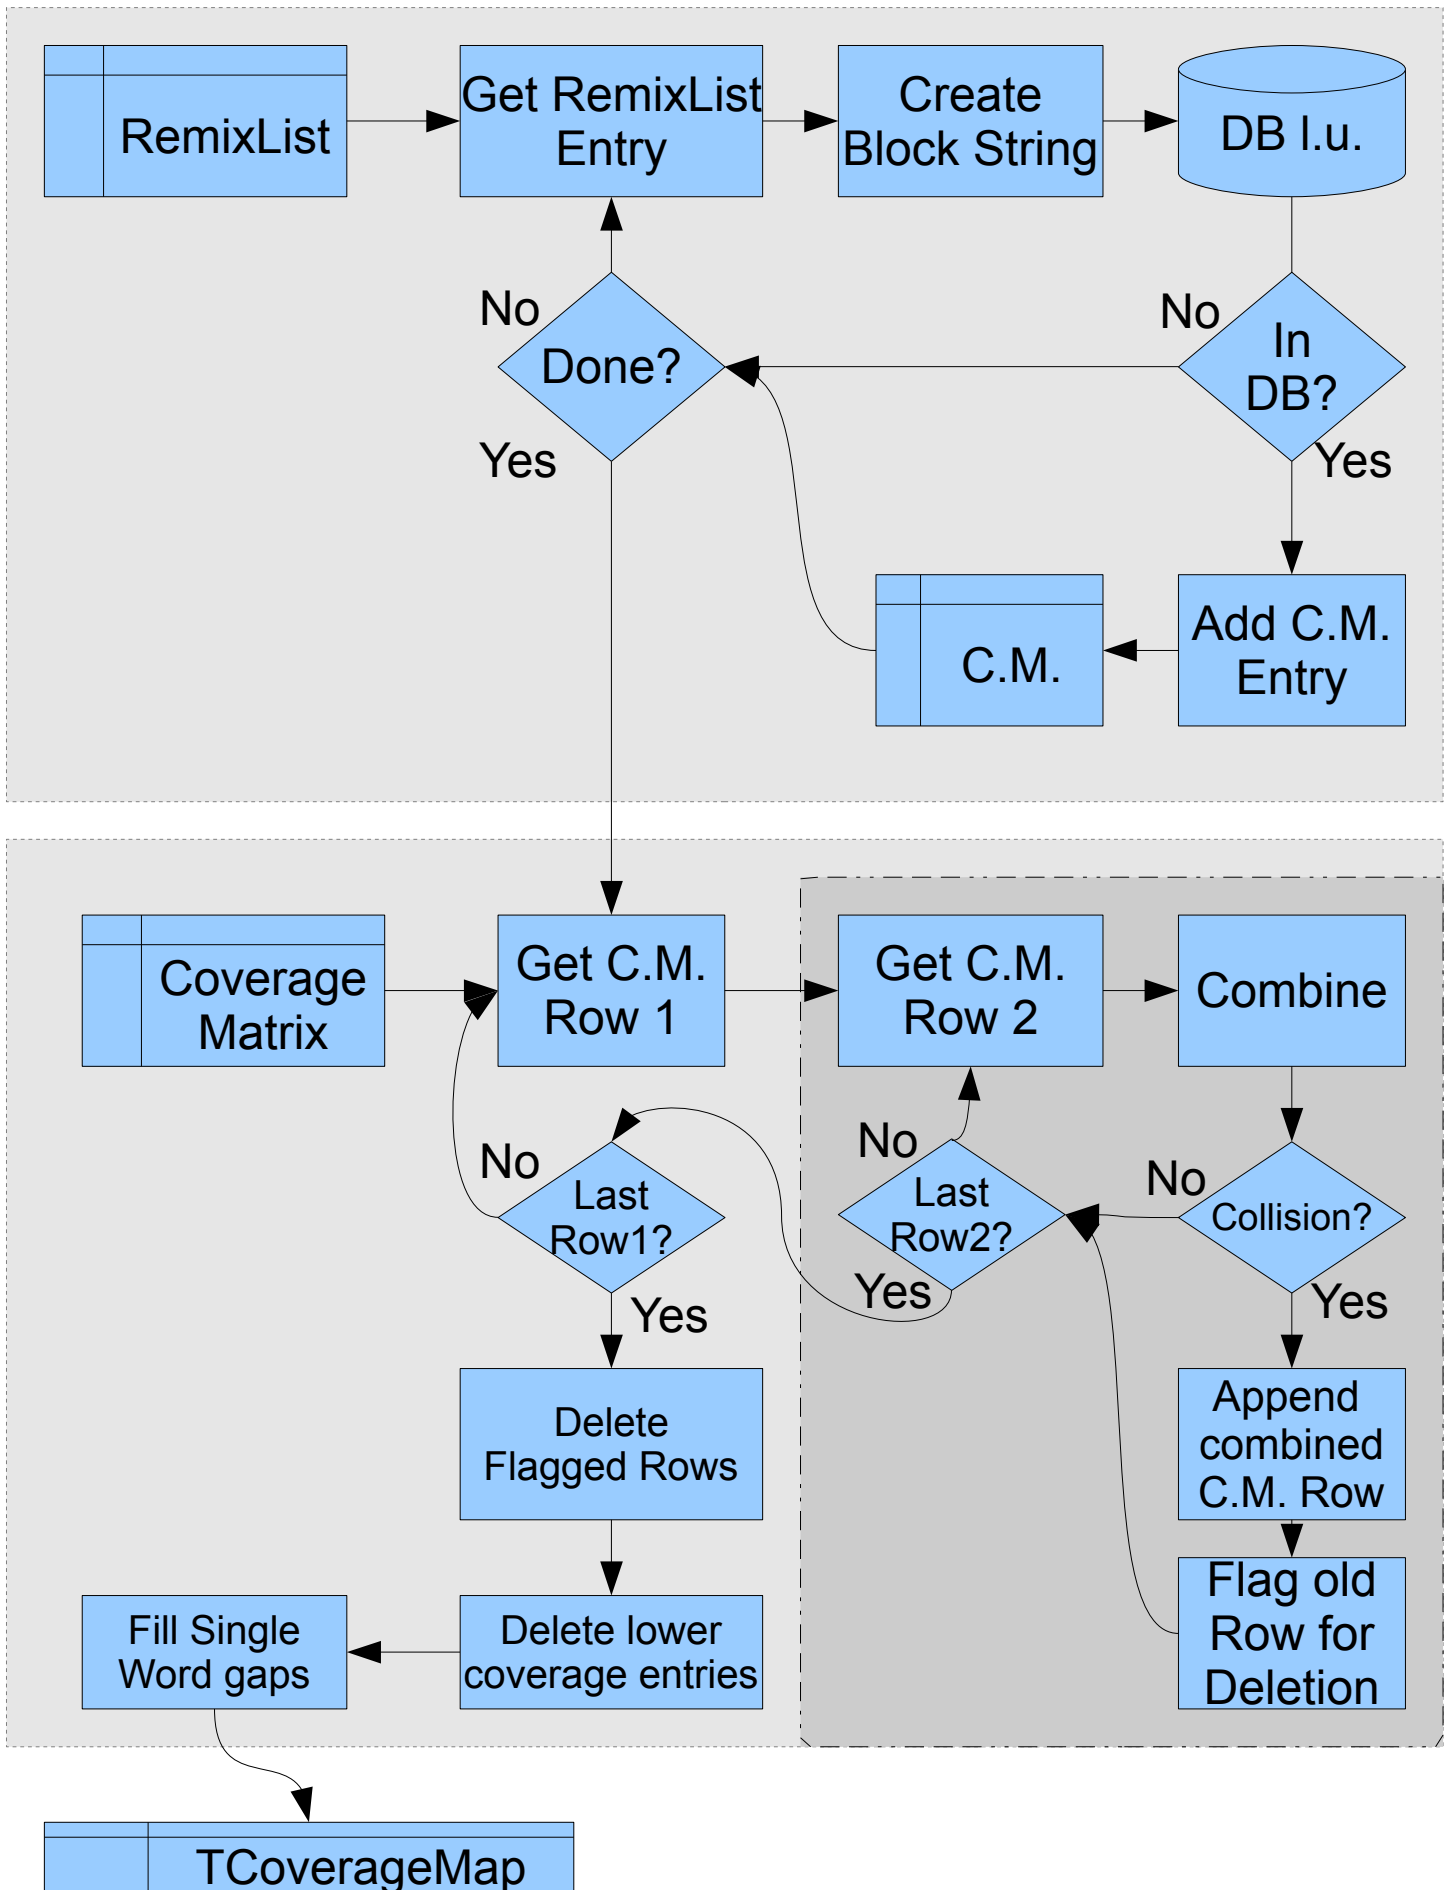 RemixList
Get RemixList
Entry
Create
Block String
DB l.u.
No
Done?
Yes
No
In
DB?
Yes
C.M.
Add C.M.
Entry
Coverage
Matrix
Get C.M.
Row 1
Get C.M.
Row 2
Combine
No
Last
Row1?
Yes
No
Last
Row2?
Yes
No
Collision?
Yes
Delete
Flagged Rows
Append
combined
C.M. Row
Fill Single
Word gaps
Delete lower
coverage entries
Flag old
Row for
Deletion
TCoverageMap